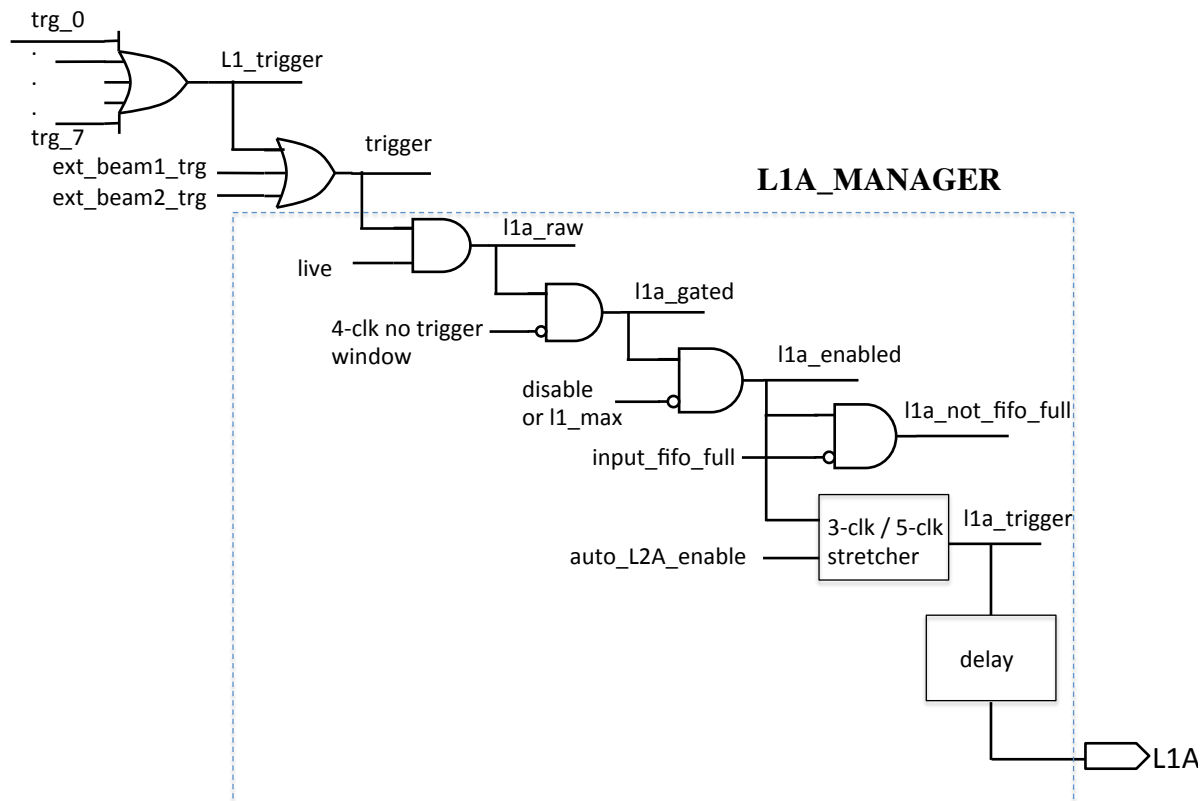 trg_0
.
.
.
trg_7
L1_trigger
ext_beam1_trg
ext_beam2_trg
trigger
L1A_MANAGER
live
l1a_raw
4-clk no trigger
window
l1a_gated
disable
or l1_max
l1a_enabled
input_fifo_full
l1a_not_fifo_full
auto_L2A_enable
3-clk / 5-clk
stretcher
l1a_trigger
delay
L1A